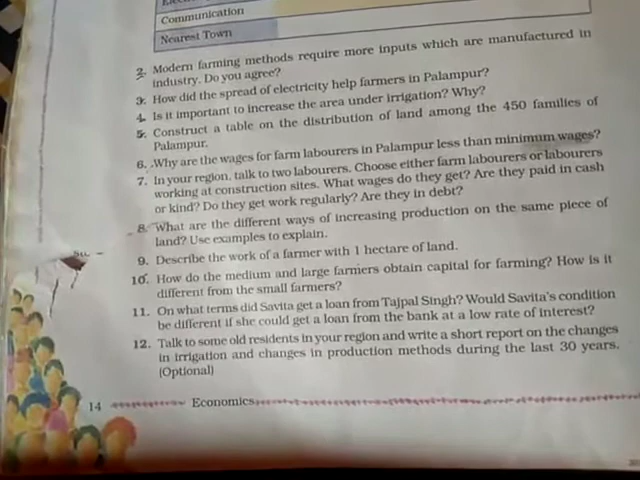 Communication
Nearest Town
2. Modern farming methods require more inputs which are manufactured in
industry. Do you agree?
3. How did the spread of electricity help farmers in Palampur?
4. Is it important to increase the area under irrigation? Why?
5. Construct a table on the distribution of land among the 450 families of
Palampur.
6. Why are the wages for farm labourers in Palampur less than minimum wages?
7. In your region, talk to two labourers. Choose either farm labourers or labourers
working at construction sites. What wages do they get? Are they paid in cash
or kind? Do they get work regularly? Are they in debt?
8. What are the different ways of increasing production on the same piece of
land? Use examples to explain.
9. Describe the work of a farmer with 1 hectare of land.
10. How do the medium and large farmers obtain capital for farming? How is it
different from the small farmers?
11. On what terms did Savita get a loan from Tajpal Singh? Would Savita's condition
be different if she could get a loan from the bank at a low rate of interest?
12. Talk to some old residents in your region and write a short report on the changes
in irrigation and changes in production methods during the last 30 years.
(Optional)
14 Economics